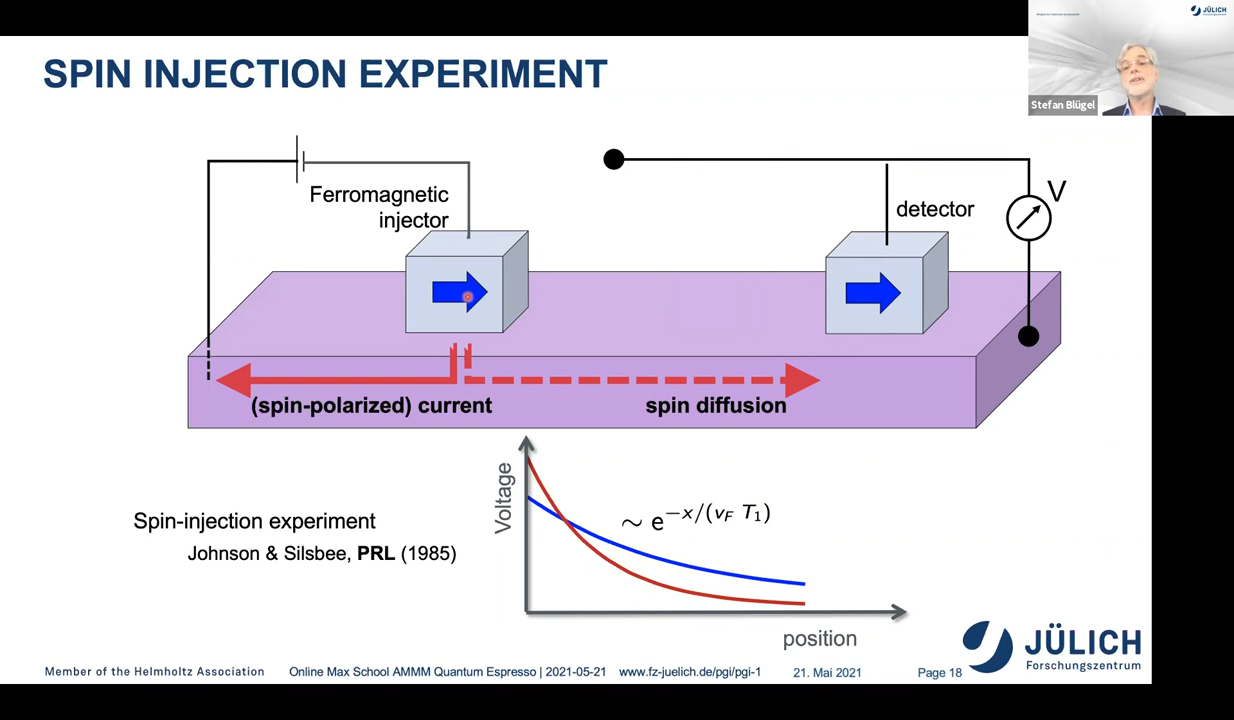 JÜLICH
Forschungszentrum
Stefan Blügel
SPIN INJECTION EXPERIMENT
Ferromagnetic
injector
detector
V
(spin-polarized) current
spin diffusion
Voltage
∼ e^{−x/(v_F T_1)}
Spin-injection experiment
Johnson & Silsbee, PRL (1985)
position
JÜLICH
Forschungszentrum
Member of the Helmholtz Association
Online Max School AMMM Quantum Espresso | 2021-05-21
www.fz-juelich.de/pgi/pgi-1
21. Mai 2021
Page 18